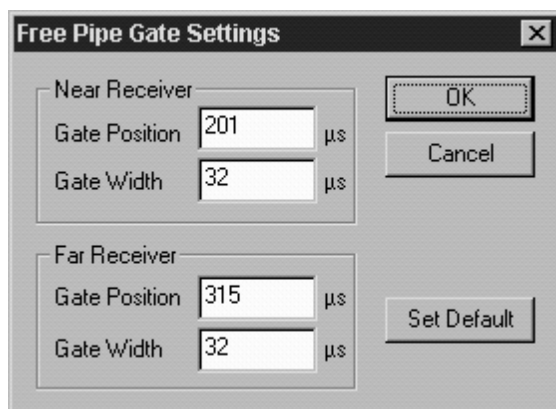 Free Pipe Gate Settings
Near Receiver
Gate Position 201 µs
Gate Width 32 µs
OK
Cancel
Far Receiver
Gate Position 315 µs
Gate Width 32 µs
Set Default